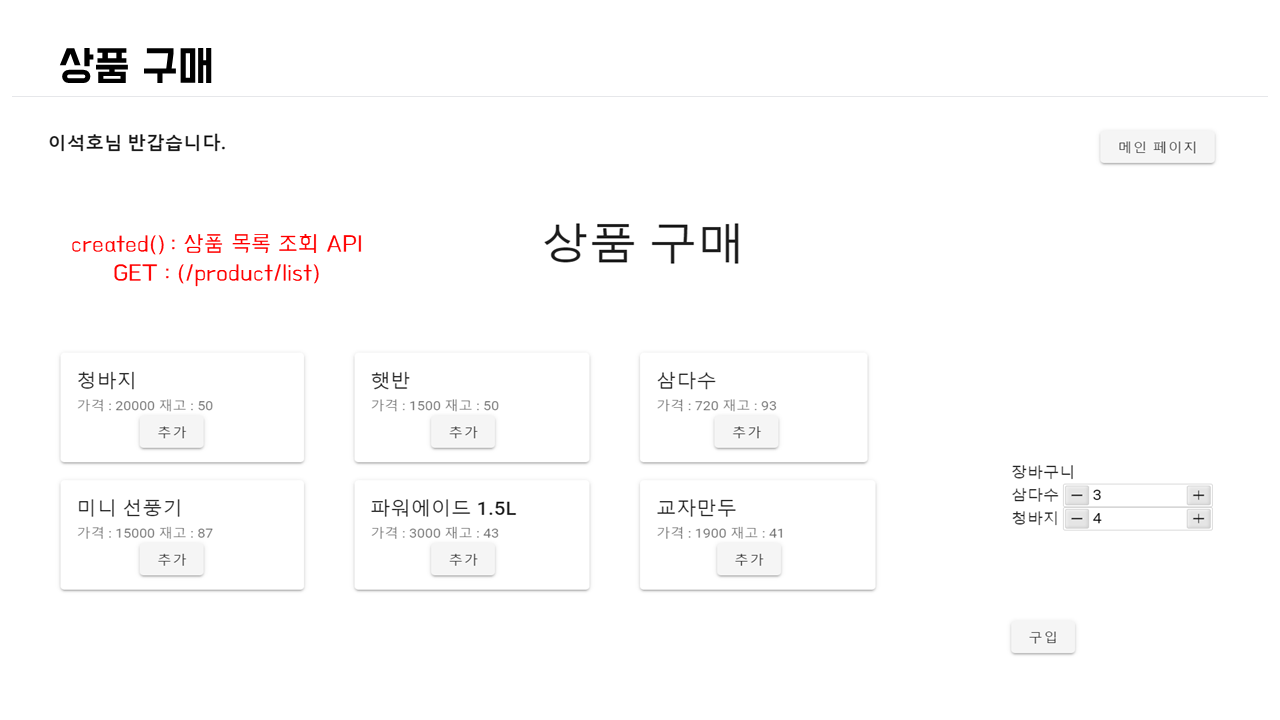 상품 구매
이석호님 반갑습니다.
메인 페이지
created() : 상품 목록 조회 API
GET : (/product/list)
상품 구매
청바지
가격 : 20000 재고 : 50
추가
햇반
가격 : 1500 재고 : 50
추가
삼다수
가격 : 720 재고 : 93
추가
미니 선풍기
가격 : 15000 재고 : 87
추가
파워에이드 1.5L
가격 : 3000 재고 : 43
추가
교자만두
가격 : 1900 재고 : 41
추가
장바구니
삼다수 − 3 +
청바지 − 4 +
구입